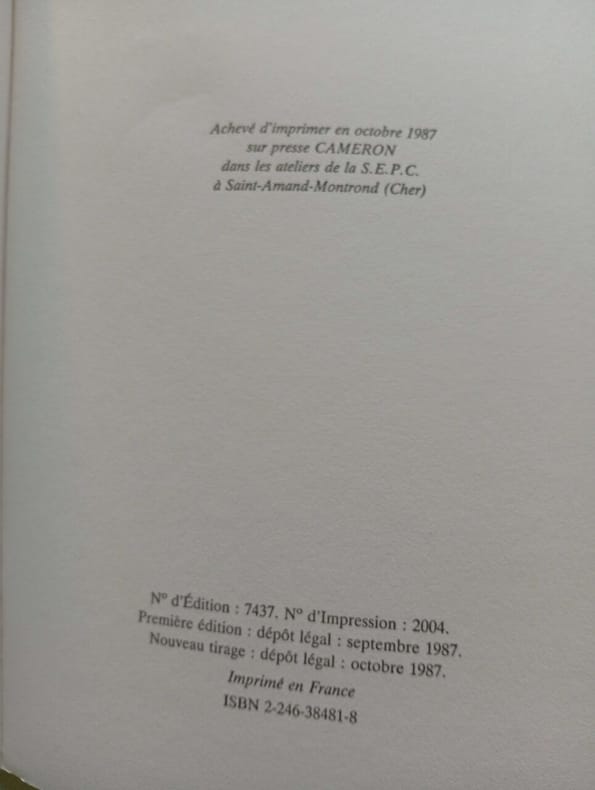 Achevé d'imprimer en octobre 1987
sur presse CAMERON
dans les ateliers de la S.E.P.C.
à Saint-Amand-Montrond (Cher)
Nº d'Édition : 7437. Nº d'Impression : 2004.
Première édition : dépôt légal : septembre 1987.
Nouveau tirage : dépôt légal : octobre 1987.
Imprimé en France
ISBN 2-246-38481-8